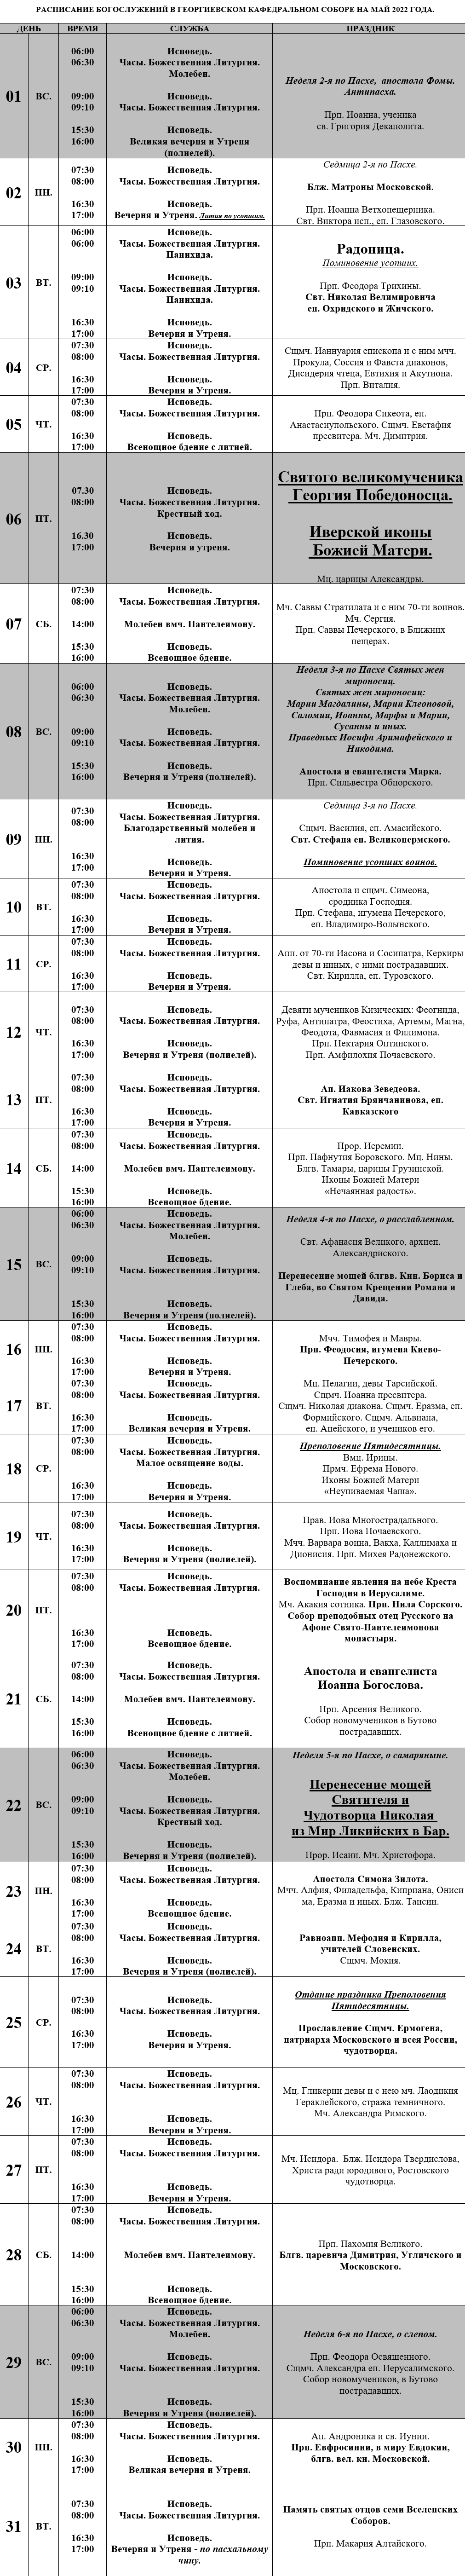 РАСПИСАНИЕ БОГОСЛУЖЕНИЙ В ГЕОРГИЕВСКОМ КАФЕДРАЛЬНОМ СОБОРЕ НА МАЙ 2022 ГОДА.
ДЕНЬ ВРЕМЯ СЛУЖБА ПРАЗДНИК
01 ВС.
06:00 Исповедь.
06:30 Часы. Божественная Литургия.
Молебен.
09:00 Исповедь.
09:10 Часы. Божественная Литургия.
15:30 Исповедь.
16:00 Великая вечерня и Утреня
(полиелей).
Неделя 2-я по Пасхе, апостола Фомы.
Антипасха.
Прп. Иоанна, ученика
св. Григория Декаполита.
02 ПН.
07:30 Исповедь.
08:00 Часы. Божественная Литургия.
16:30 Исповедь.
17:00 Вечерня и Утреня. Лития по усопшим.
Седмица 2-я по Пасхе.
Блж. Матроны Московской.
Прп. Иоанна Ветхопещерника.
Свт. Виктора исп., еп. Глазовского.
03 ВТ.
06:00 Исповедь.
06:00 Часы. Божественная Литургия.
Панихида.
09:00 Исповедь.
09:10 Часы. Божественная Литургия.
Панихида.
16:30 Исповедь.
17:00 Вечерня и Утреня.
Радоница.
Поминовение усопших.
Прп. Феодора Трихины.
Свт. Николая Велимировича
еп. Охридского и Жичского.
04 СР.
07:30 Исповедь.
08:00 Часы. Божественная Литургия.
16:30 Исповедь.
17:00 Вечерня и Утреня.
Сщмч. Ианнуария епископа и с ним мчч.
Прокула, Соссия и Фавста диаконов,
Дисидерия чтеца, Евтихия и Акутиона.
Прп. Виталия.
05 ЧТ.
07:30 Исповедь.
08:00 Часы. Божественная Литургия.
16:30 Исповедь.
17:00 Всенощное бдение с литией.
Прп. Феодора Сикеота, еп.
Анастасиупольского. Сщмч. Евстафия
пресвитера. Мч. Димитрия.
06 ПТ.
07.30 Исповедь.
08:00 Часы. Божественная Литургия.
Крестный ход.
16.30 Исповедь.
17:00 Вечерня и утреня.
Святого великомученика
Георгия Победоносца.
Иверской иконы
Божией Матери.
Мц. царицы Александры.
07 СБ.
07:30 Исповедь.
08:00 Часы. Божественная Литургия.
14:00 Молебен вмч. Пантелеимону.
15:30 Исповедь.
16:00 Всенощное бдение.
Мч. Саввы Стратилата и с ним 70-ти воинов.
Мч. Сергия.
Прп. Саввы Печерского, в Ближних
пещерах.
08 ВС.
06:00 Исповедь.
06:30 Часы. Божественная Литургия.
Молебен.
09:00 Исповедь.
09:10 Часы. Божественная Литургия.
15:30 Исповедь.
16:00 Вечерня и Утреня (полиелей).
Неделя 3-я по Пасхе Святых жен
мироносиц.
Святых жен мироносиц:
Марии Магдалины, Марии Клеоповой,
Саломии, Иоанны, Марфы и Марии,
Сусанны и иных.
Праведных Иосифа Аримафейского и
Никодима.
Апостола и евангелиста Марка.
Прп. Сильвестра Обнорского.
09 ПН.
07:30 Исповедь.
08:00 Часы. Божественная Литургия.
Благодарственный молебен и
лития.
16:30 Исповедь.
17:00 Вечерня и Утреня.
Седмица 3-я по Пасхе.
Сщмч. Василия, еп. Амасийского.
Свт. Стефана еп. Великопермского.
Поминовение усопших воинов.
10 ВТ.
07:30 Исповедь.
08:00 Часы. Божественная Литургия.
16:30 Исповедь.
17:00 Вечерня и Утреня.
Апостола и сщмч. Симеона,
сродника Господня.
Прп. Стефана, игумена Печерского,
еп. Владимиро-Волынского.
11 СР.
07:30 Исповедь.
08:00 Часы. Божественная Литургия.
16:30 Исповедь.
17:00 Вечерня и Утреня.
Апп. от 70-ти Иасона и Сосипатра, Керкиры
девы и иных, с ними пострадавших.
Свт. Кирилла, еп. Туровского.
12 ЧТ.
07:30 Исповедь.
08:00 Часы. Божественная Литургия.
16:30 Исповедь.
17:00 Вечерня и Утреня (полиелей).
Девяти мучеников Кизических: Феогнида,
Руфа, Антипатра, Феостиха, Артемы, Магна,
Феодота, Фавмасия и Филимона.
Прп. Нектария Оптинского.
Прп. Амфилохия Почаевского.
13 ПТ.
07:30 Исповедь.
08:00 Часы. Божественная Литургия.
16:30 Исповедь.
17:00 Вечерня и Утреня.
Ап. Иакова Зеведеова.
Свт. Игнатия Брянчанинова, еп.
Кавказского
14 СБ.
07:30 Исповедь.
08:00 Часы. Божественная Литургия.
14:00 Молебен вмч. Пантелеимону.
15:30 Исповедь.
16:00 Всенощное бдение.
Прор. Иеремии.
Прп. Пафнутия Боровского. Мц. Нины.
Блгв. Тамары, царицы Грузинской.
Иконы Божией Матери
«Нечаянная радость».
15 ВС.
06:00 Исповедь.
06:30 Часы. Божественная Литургия.
Молебен.
09:00 Исповедь.
09:10 Часы. Божественная Литургия.
15:30 Исповедь.
16:00 Вечерня и Утреня (полиелей).
Неделя 4-я по Пасхе, о расслабленном.
Свт. Афанасия Великого, архиеп.
Александриского.
Перенесение мощей блгвв. Кнн. Бориса и
Глеба, во Святом Крещении Романа и
Давида.
16 ПН.
07:30 Исповедь.
08:00 Часы. Божественная Литургия.
16:30 Исповедь.
17:00 Вечерня и Утреня.
Мчч. Тимофея и Мавры.
Прп. Феодосия, игумена Киево-
Печерского.
17 ВТ.
07:30 Исповедь.
08:00 Часы. Божественная Литургия.
16:30 Исповедь.
17:00 Великая вечерня и Утреня.
Мц. Пелагии, девы Тарсийской.
Сщмч. Иоанна пресвитера.
Сщмч. Николая диакона. Сщмч. Еразма, еп.
Формийского. Сщмч. Альвиана,
еп. Анейского, и учеников его.
18 СР.
07:30 Исповедь.
08:00 Часы. Божественная Литургия.
Малое освящение воды.
16:30 Исповедь.
17:00 Вечерня и Утреня.
Преполовение Пятидесятницы.
Вмц. Ирины.
Прмч. Ефрема Нового.
Иконы Божией Матери
«Неупиваемая Чаша».
19 ЧТ.
07:30 Исповедь.
08:00 Часы. Божественная Литургия.
16:30 Исповедь.
17:00 Вечерня и Утреня (полиелей).
Прав. Иова Многострадального.
Прп. Иова Почаевского.
Мчч. Варвара воина, Вакха, Каллимаха и
Дионисия. Прп. Михея Радонежского.
20 ПТ.
07:30 Исповедь.
08:00 Часы. Божественная Литургия.
16:30 Исповедь.
17:00 Всенощное бдение.
Воспоминание явления на небе Креста
Господня в Иерусалиме.
Мч. Акакия сотника. Прп. Нила Сорского.
Собор преподобных отец Русского на
Афоне Свято-Пантелеимонова
монастыря.
21 СБ.
07:30 Исповедь.
08:00 Часы. Божественная Литургия.
14:00 Молебен вмч. Пантелеимону.
15:30 Исповедь.
16:00 Всенощное бдение с литией.
Апостола и евангелиста
Иоанна Богослова.
Прп. Арсения Великого.
Собор новомучеников в Бутово
пострадавших.
22 ВС.
06:00 Исповедь.
06:30 Часы. Божественная Литургия.
Молебен.
09:00 Исповедь.
09:10 Часы. Божественная Литургия.
Крестный ход.
15:30 Исповедь.
16:00 Вечерня и Утреня (полиелей).
Неделя 5-я по Пасхе, о самаряныне.
Перенесение мощей
Святителя и
Чудотворца Николая
из Мир Ликийских в Бар.
Прор. Исаии. Мч. Христофора.
23 ПН.
07:30 Исповедь.
08:00 Часы. Божественная Литургия.
16:30 Исповедь.
17:00 Всенощное бдение.
Апостола Симона Зилота.
Мчч. Алфия, Филадельфа, Киприана, Ониси
ма, Еразма и иных. Блж. Таисии.
24 ВТ.
07:30 Исповедь.
08:00 Часы. Божественная Литургия.
16:30 Исповедь.
17:00 Вечерня и Утреня (полиелей).
Равноапп. Мефодия и Кирилла,
учителей Словенских.
Сщмч. Мокия.
25 СР.
07:30 Исповедь.
08:00 Часы. Божественная Литургия.
16:30 Исповедь.
17:00 Вечерня и Утреня.
Отдание праздника Преполовения
Пятидесятницы.
Прославление Сщмч. Ермогена,
патриарха Московского и всея России,
чудотворца.
26 ЧТ.
07:30 Исповедь.
08:00 Часы. Божественная Литургия.
16:30 Исповедь.
17:00 Вечерня и Утреня.
Мц. Гликерии девы и с нею мч. Лаодикия
Гераклейского, стража темничного.
Мч. Александра Римского.
27 ПТ.
07:30 Исповедь.
08:00 Часы. Божественная Литургия.
16:30 Исповедь.
17:00 Вечерня и Утреня.
Мч. Исидора. Блж. Исидора Твердислова,
Христа ради юродивого, Ростовского
чудотворца.
28 СБ.
07:30 Исповедь.
08:00 Часы. Божественная Литургия.
14:00 Молебен вмч. Пантелеимону.
15:30 Исповедь.
16:00 Всенощное бдение.
Прп. Пахомия Великого.
Блгв. царевича Димитрия, Угличского и
Московского.
29 ВС.
06:00 Исповедь.
06:30 Часы. Божественная Литургия.
Молебен.
09:00 Исповедь.
09:10 Часы. Божественная Литургия.
15:30 Исповедь.
16:00 Вечерня и Утреня (полиелей).
Неделя 6-я по Пасхе, о слепом.
Прп. Феодора Освященного.
Сщмч. Александра еп. Иерусалимского.
Собор новомучеников, в Бутово
пострадавших.
30 ПН.
07:30 Исповедь.
08:00 Часы. Божественная Литургия.
16:30 Исповедь.
17:00 Великая вечерня и Утреня.
Ап. Андроника и св. Иунии.
Прп. Евфросинии, в миру Евдокии,
блгв. вел. кн. Московской.
31 ВТ.
07:30 Исповедь.
08:00 Часы. Божественная Литургия.
16:30 Исповедь.
17:00 Вечерня и Утреня - по пасхальному
чину.
Память святых отцов семи Вселенских
Соборов.
Прп. Макария Алтайского.